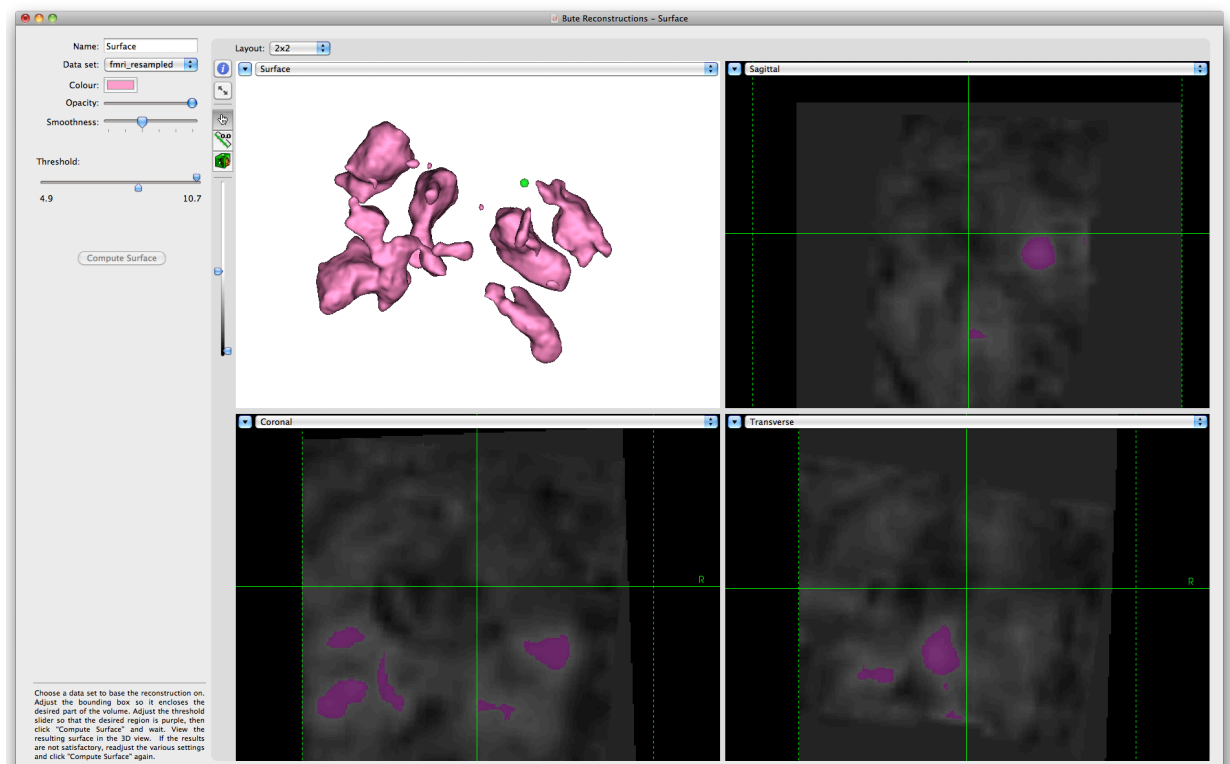 Bute Reconstructions – Surface
Name: Surface
Data set: fmri_resampled
Colour:
Opacity:
Smoothness:
Threshold:
4.9 10.7
Compute Surface
Choose a data set to base the reconstruction on.
Adjust the bounding box so it encloses the
desired part of the volume. Adjust the threshold
slider so that the desired region is purple, then
click "Compute Surface" and wait. View the
resulting surface in the 3D view. If the results
are not satisfactory, readjust the various settings
and click "Compute Surface" again.
Layout: 2x2
Surface
Sagittal
Coronal
R
Transverse
R